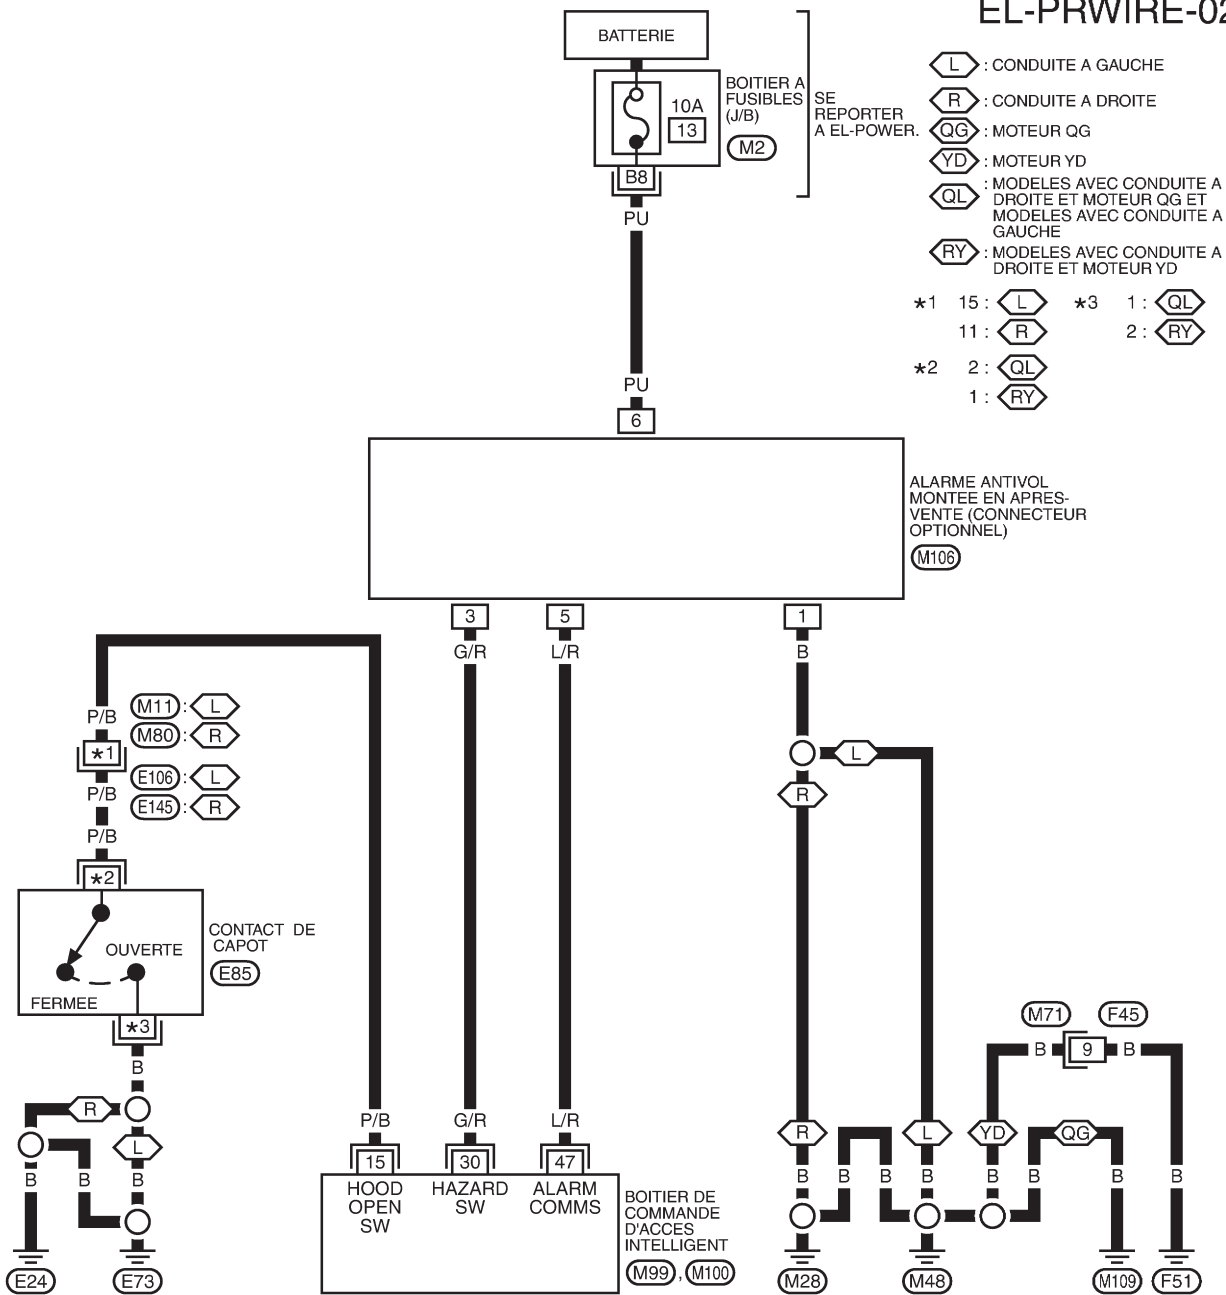 EL-PRWIRE-02
BATTERIE
BOITIER A
FUSIBLES
(J/B)
M2
10A
13
B8
SE
REPORTER
A EL-POWER.
L : CONDUITE A GAUCHE
R : CONDUITE A DROITE
QG : MOTEUR QG
YD : MOTEUR YD
QL : MODELES AVEC CONDUITE A
DROITE ET MOTEUR QG ET
MODELES AVEC CONDUITE A
GAUCHE
RY : MODELES AVEC CONDUITE A
DROITE ET MOTEUR YD
*1 15 : L *3 1 : QL
11 : R 2 : RY
*2 2 : QL
1 : RY
PU
PU
6
ALARME ANTIVOL
MONTEE EN APRES-
VENTE (CONNECTEUR
OPTIONNEL)
M106
3 5 1
G/R L/R B
P/B
M11 : L
M80 : R
*1
E106 : L
E145 : R
P/B
P/B
L
R
*2
OUVERTE
FERMEE
CONTACT DE
CAPOT
E85
*3
B
R
L
B B B
E24 E73
P/B G/R L/R
15 30 47
HOOD
OPEN
SW
HAZARD
SW
ALARM
COMMS
BOITIER DE
COMMANDE
D'ACCES
INTELLIGENT
M99 , M100
M71 F45
B 9 B
R L YD QG
B B B B B B B B
M28 M48 M109 F51